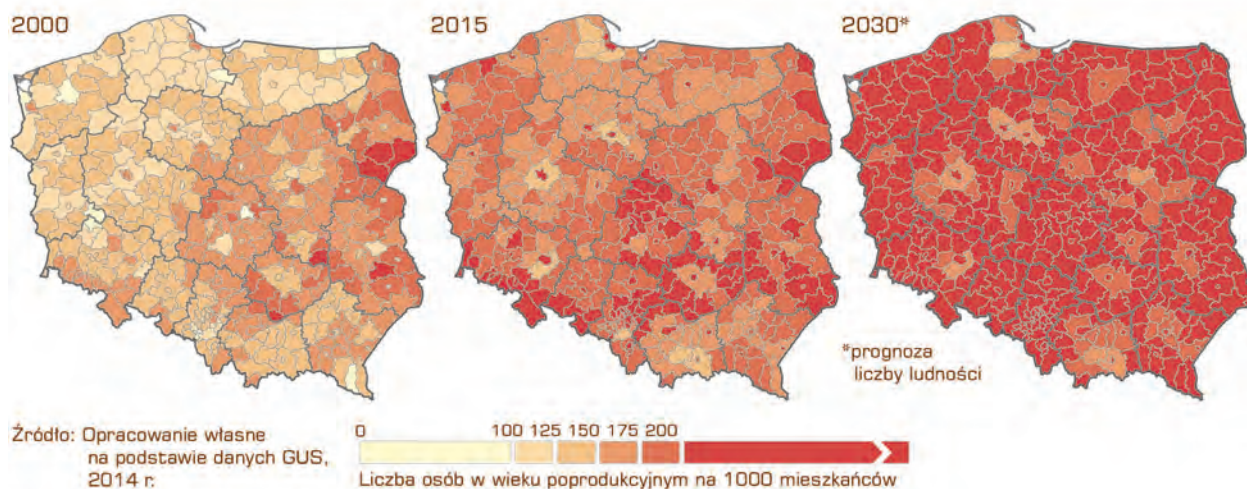 2000
2015
2030*
*prognoza
liczby ludności
Źródło: Opracowanie własne
na podstawie danych GUS,
2014 r.
0 100 125 150 175 200
Liczba osób w wieku poprodukcyjnym na 1000 mieszkańców